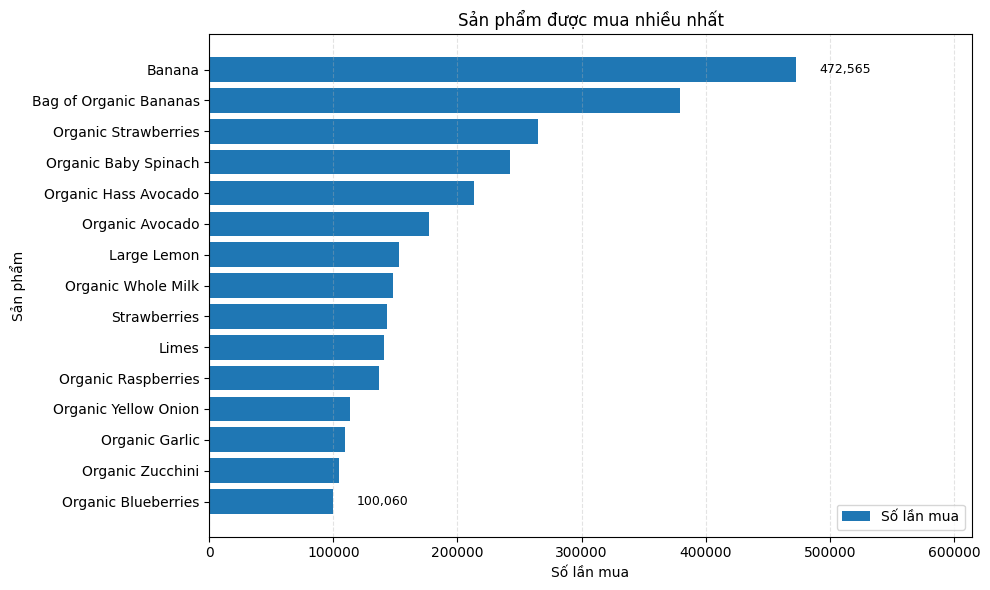 Sản phẩm được mua nhiều nhất
Sản phẩm
Banana
472,565
Bag of Organic Bananas
Organic Strawberries
Organic Baby Spinach
Organic Hass Avocado
Organic Avocado
Large Lemon
Organic Whole Milk
Strawberries
Limes
Organic Raspberries
Organic Yellow Onion
Organic Garlic
Organic Zucchini
Organic Blueberries
100,060
Số lần mua
0 100000 200000 300000 400000 500000 600000
Số lần mua